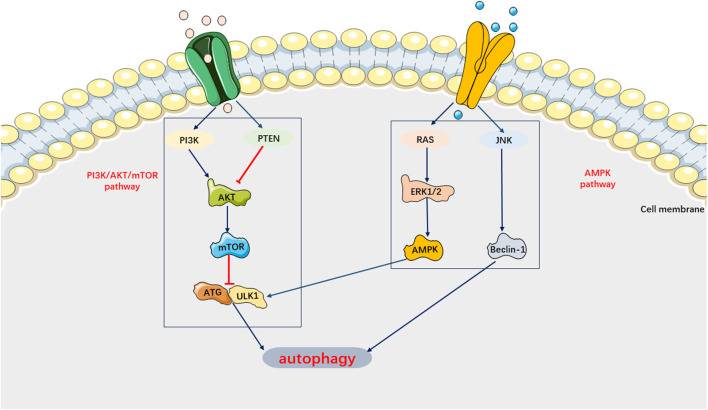 PI3K
PTEN
RAS
JNK
PI3K/AKT/mTOR
pathway
AMPK
pathway
AKT
ERK1/2
Cell membrane
mTOR
AMPK
Beclin-1
ATG
ULK1
autophagy